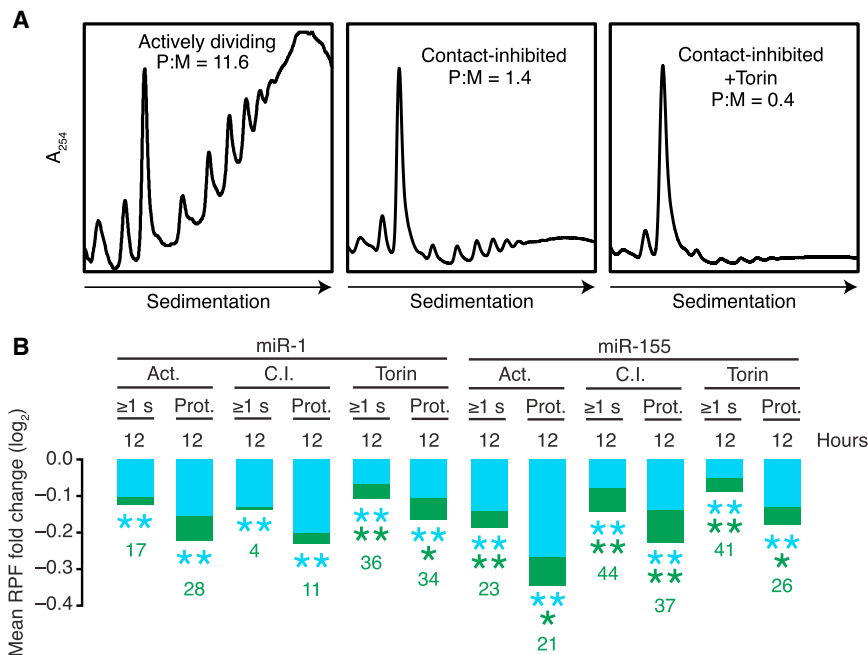 A
Actively dividing
P:M = 11.6
Contact-inhibited
P:M = 1.4
Contact-inhibited
+Torin
P:M = 0.4
A254
Sedimentation
Sedimentation
Sedimentation
B
miR-1
miR-155
Act.
C.I.
Torin
Act.
C.I.
Torin
≥1 s
Prot.
≥1 s
Prot.
≥1 s
Prot.
≥1 s
Prot.
≥1 s
Prot.
≥1 s
Prot.
12
12
12
12
12
12
12
12
12
12
12
12
Hours
Mean RPF fold change (log2)
0.0
−0.1
−0.2
−0.3
−0.4
**
17
**
28
**
4
**
11
**
**
36
**
*
34
**
**
23
**
*
21
**
**
44
**
**
37
**
**
41
**
*
26